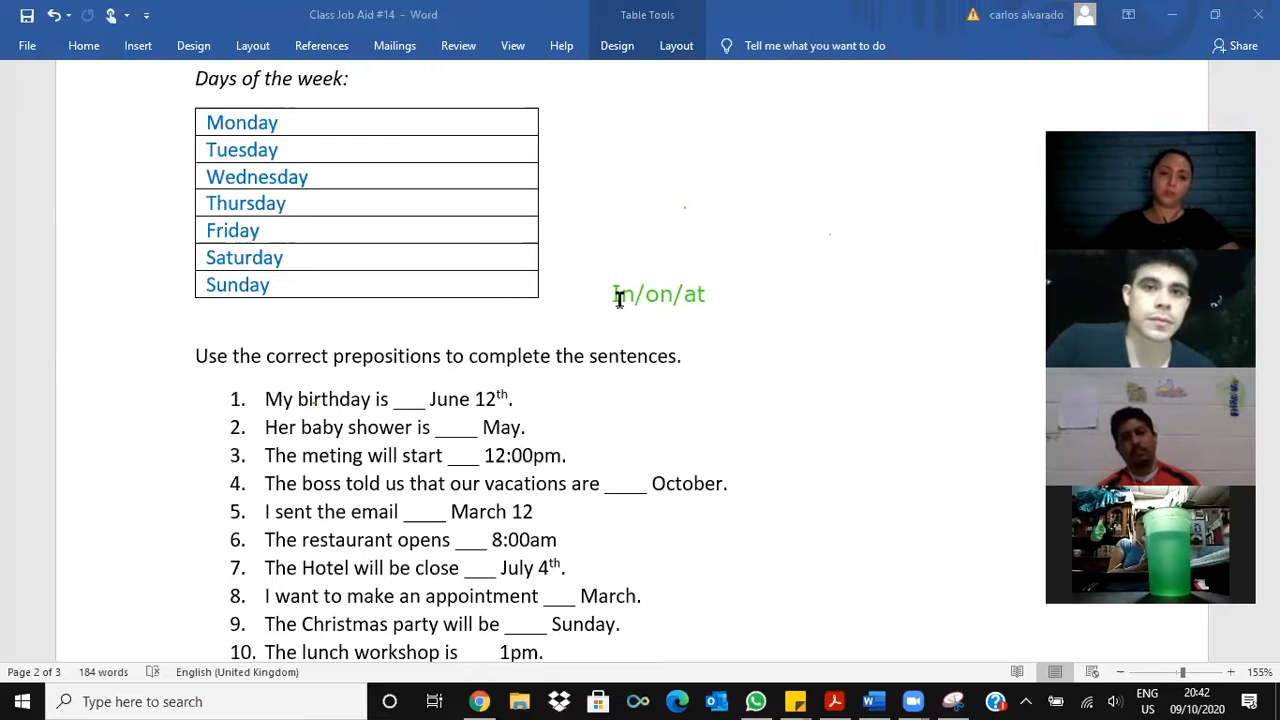 Class Job Aid #14. - Word
Table Tools
carlos alvarado
File Home Insert Design Layout References Mailings Review View Help Design Layout Tell me what you want to do Share
Days of the week:
Monday
Tuesday
Wednesday
Thursday
Friday
Saturday
Sunday
In/on/at
Use the correct prepositions to complete the sentences.
1. My birthday is ___ June 12th.
2. Her baby shower is ____ May.
3. The meting will start ___ 12:00pm.
4. The boss told us that our vacations are ____ October.
5. I sent the email ____ March 12
6. The restaurant opens ___ 8:00am
7. The Hotel will be close ___ July 4th.
8. I want to make an appointment ___ March.
9. The Christmas party will be ____ Sunday.
10. The lunch workshop is 1pm.
Page 2 of 3 184 words English (United Kingdom) 155%
Type here to search
ENG
US
20:42
09/10/2020